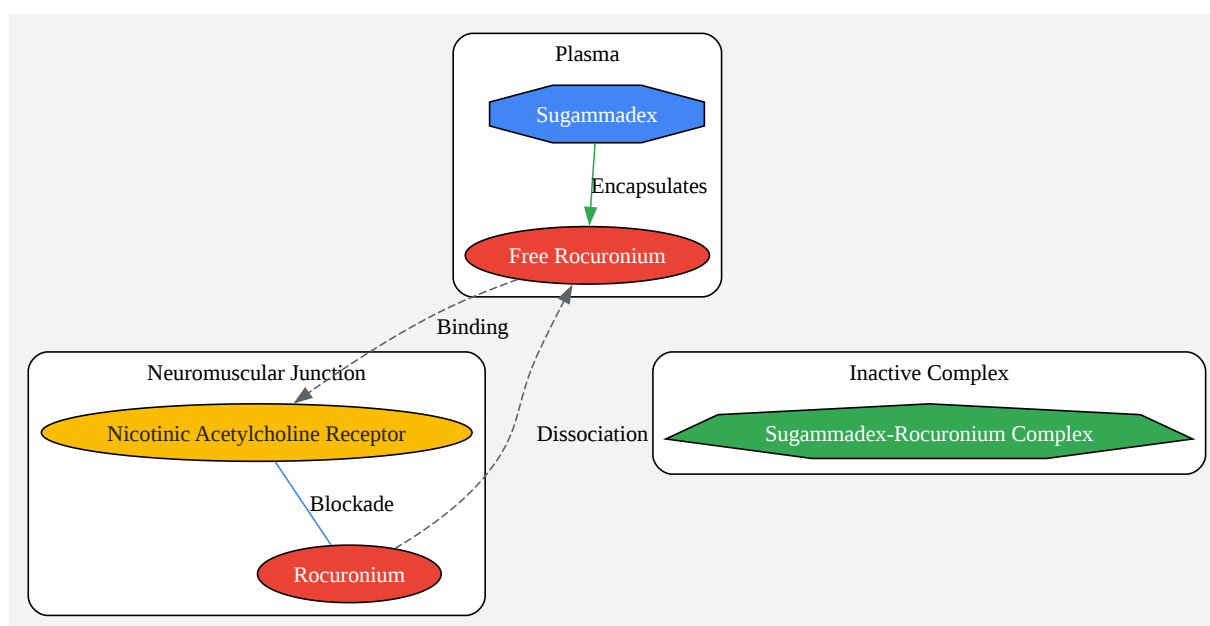 Plasma
Sugammadex
Encapsulates
Free Rocuronium
Binding
Neuromuscular Junction
Inactive Complex
Nicotinic Acetylcholine Receptor
Dissociation
Sugammadex-Rocuronium Complex
Blockade
Rocuronium